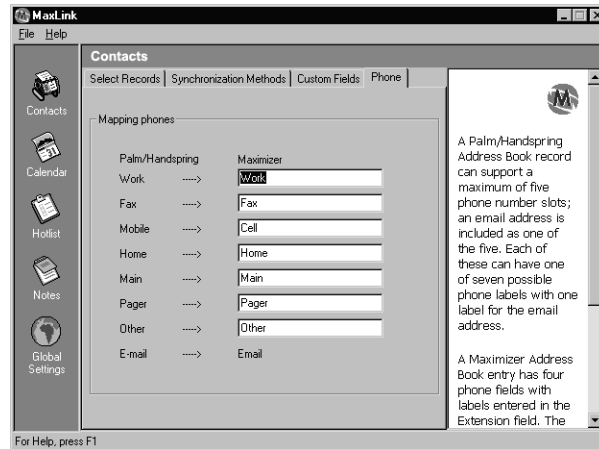 MaxLink
File Help
Contacts
Select Records Synchronization Methods Custom Fields Phone
Contacts
Calendar
Hotlist
Notes
Global
Settings
Mapping phones
Palm/Handspring Maximizer
Work ----> Work
Fax ----> Fax
Mobile ----> Cell
Home ----> Home
Main ----> Main
Pager ----> Pager
Other ----> Other
E-mail ----> Email
M
A Palm/Handspring
Address Book record
can support a
maximum of five
phone number slots;
an email address is
included as one of
the five. Each of
these can have one
of seven possible
phone labels with one
label for the email
address.
A Maximizer Address
Book entry has four
phone fields with
labels entered in the
Extension field. The
For Help, press F1